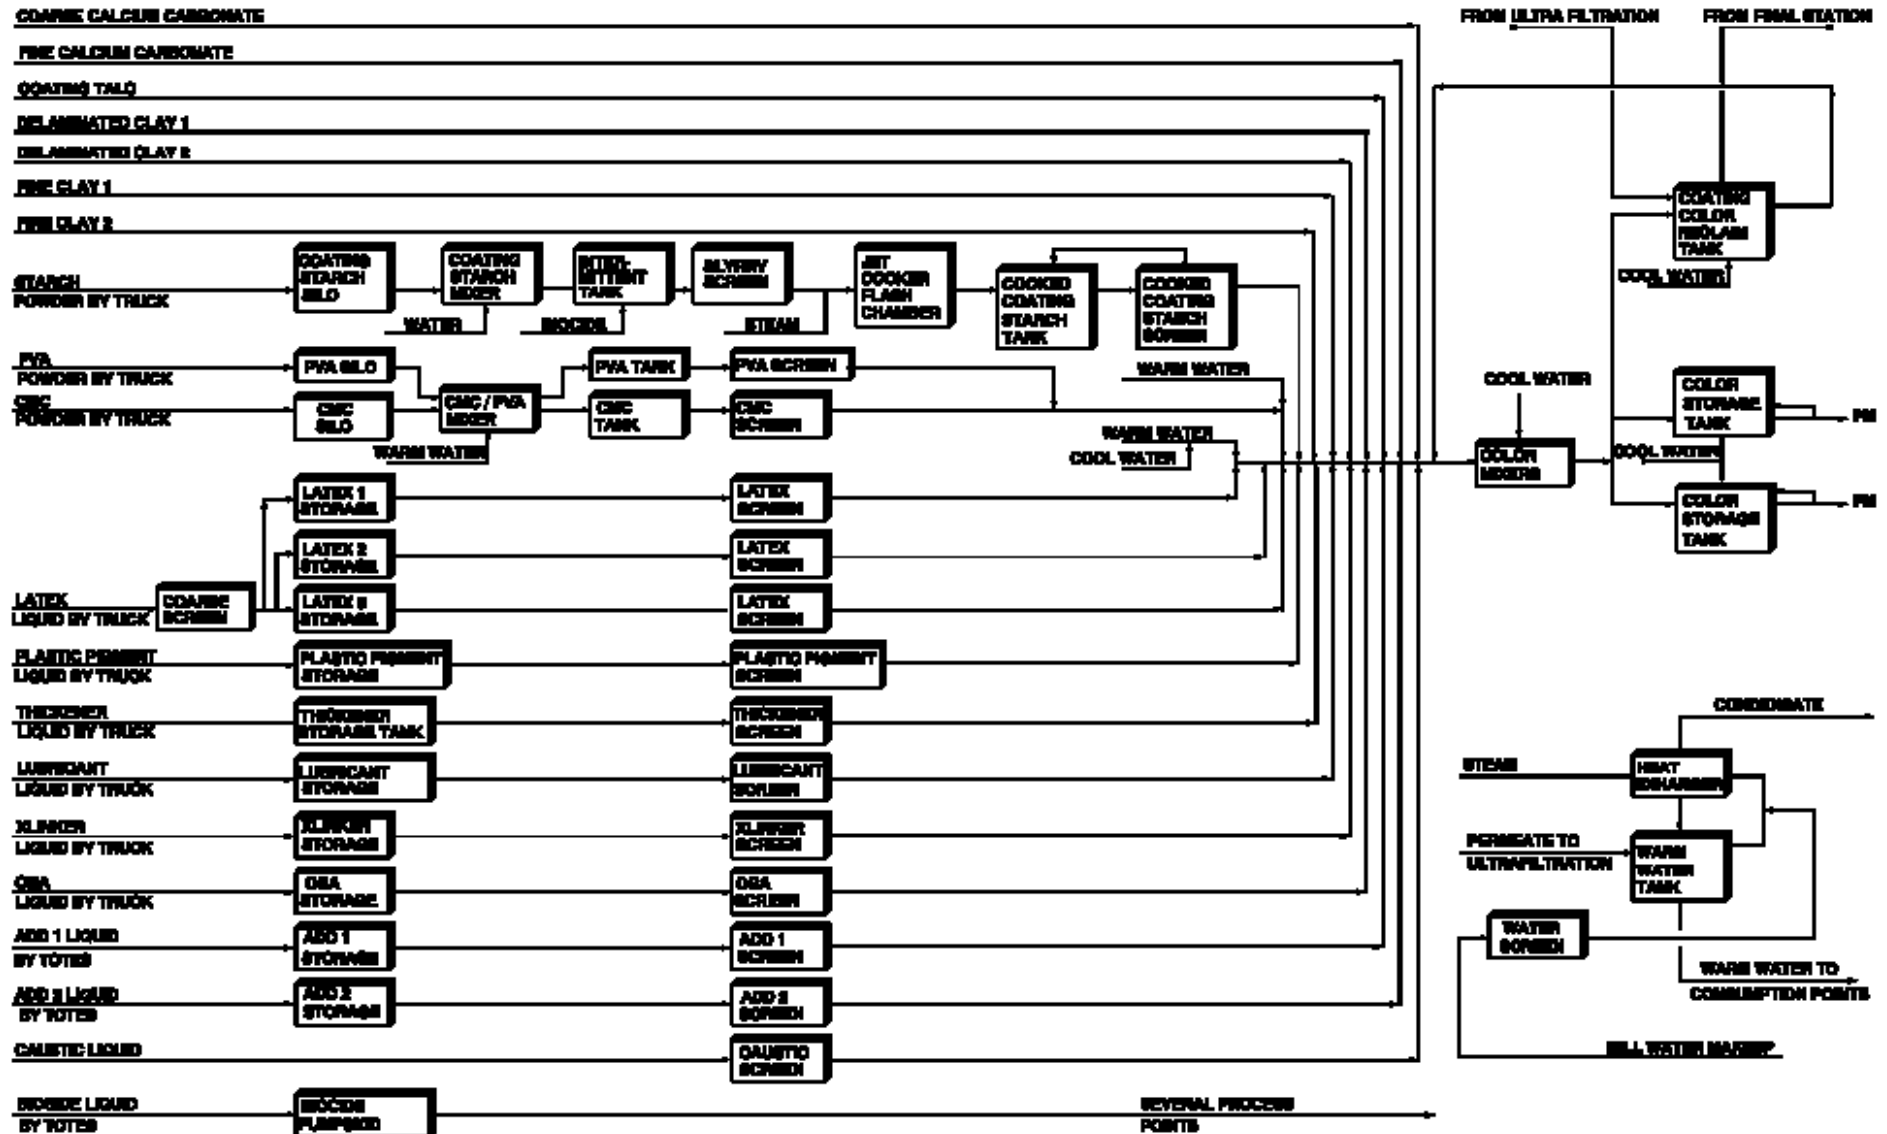 COARSE CALCIUM CARBONATE
FINE CALCIUM CARBONATE
COATING TALC
DELAMINATED CLAY 1
DELAMINATED CLAY 2
FINE CLAY 1
FINE CLAY 2
STARCH
POWDER BY TRUCK
COATING
STARCH
SILO
COATING
STARCH
MIXER
INTER-
MITTENT
TANK
SLYRRY
SCREEN
JET
COOKER
FLASH
CHAMBER
COOKED
COATING
STARCH
TANK
COOKED
COATING
STARCH
SCREEN
WATER
BIOCIDE
STEAM
PVA
POWDER BY TRUCK
PVA SILO
PVA TANK
PVA SCREEN
WARM WATER
CMC
POWDER BY TRUCK
CMC
SILO
CMC / PVA
MIXER
CMC
TANK
CMC
SCREEN
WARM WATER
WARM WATER
COOL WATER
LATEX 1
STORAGE
LATEX
SCREEN
LATEX 2
STORAGE
LATEX
SCREEN
LATEX
LIQUID BY TRUCK
COARSE
SCREEN
LATEX 3
STORAGE
LATEX
SCREEN
PLASTIC PIGMENT
LIQUID BY TRUCK
PLASTIC PIGMENT
STORAGE
PLASTIC PIGMENT
SCREEN
THICKENER
LIQUID BY TRUCK
THICKENER
STORAGE TANK
THICKENER
SCREEN
LUBRICANT
LIQUID BY TRUCK
LUBRICANT
STORAGE
LUBRICANT
SCREEN
XLINKER
LIQUID BY TRUCK
XLINKER
STORAGE
XLINKER
SCREEN
OBA
LIQUID BY TRUCK
OBA
STORAGE
OBA
SCREEN
ADD 1 LIQUID
BY TOTES
ADD 1
STORAGE
ADD 1
SCREEN
ADD 2 LIQUID
BY TOTES
ADD 2
STORAGE
ADD 2
SCREEN
CAUSTIC LIQUID
CAUSTIC
SCREEN
BIOCIDE LIQUID
BY TOTES
BIOCIDE
SEVERAL PROCESS
POINTS
FROM ULTRA FILTRATION
FROM FINAL STATION
COATING
COLOR
RECLAIM
TANK
COOL WATER
COOL WATER
COLOR
MIXERS
COLOR
STORAGE
TANK
PM
COOL WATER
COLOR
STORAGE
TANK
PM
CONDENSATE
STEAM
HEAT
PERMEATE TO
ULTRAFILTRATION
WARM
WATER
TANK
WATER
SCREEN
WARM WATER TO
CONSUMPTION POINTS
MILL WATER MAKEUP